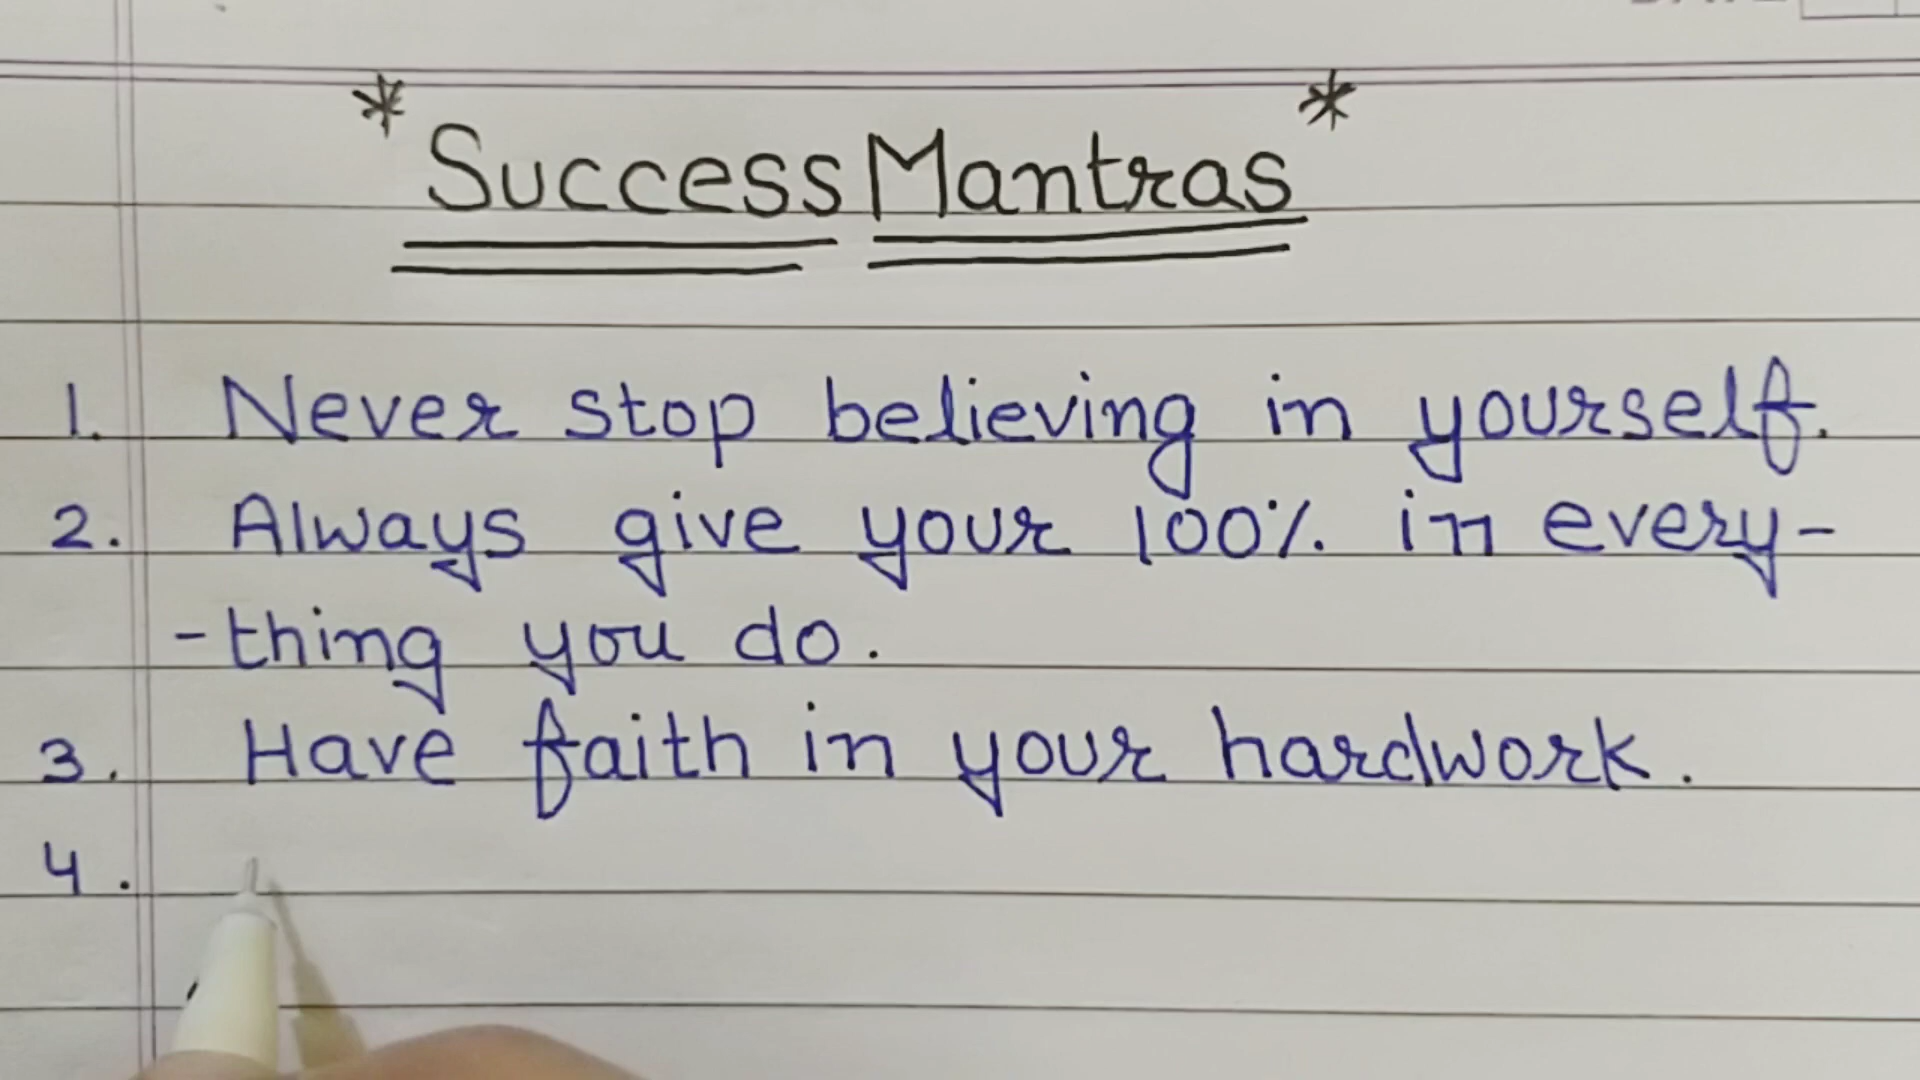 *Success Mantras*
1. Never stop believing in yourself.
2. Always give your 100% in every-
-thing you do.
3. Have faith in your hardwork.
4.